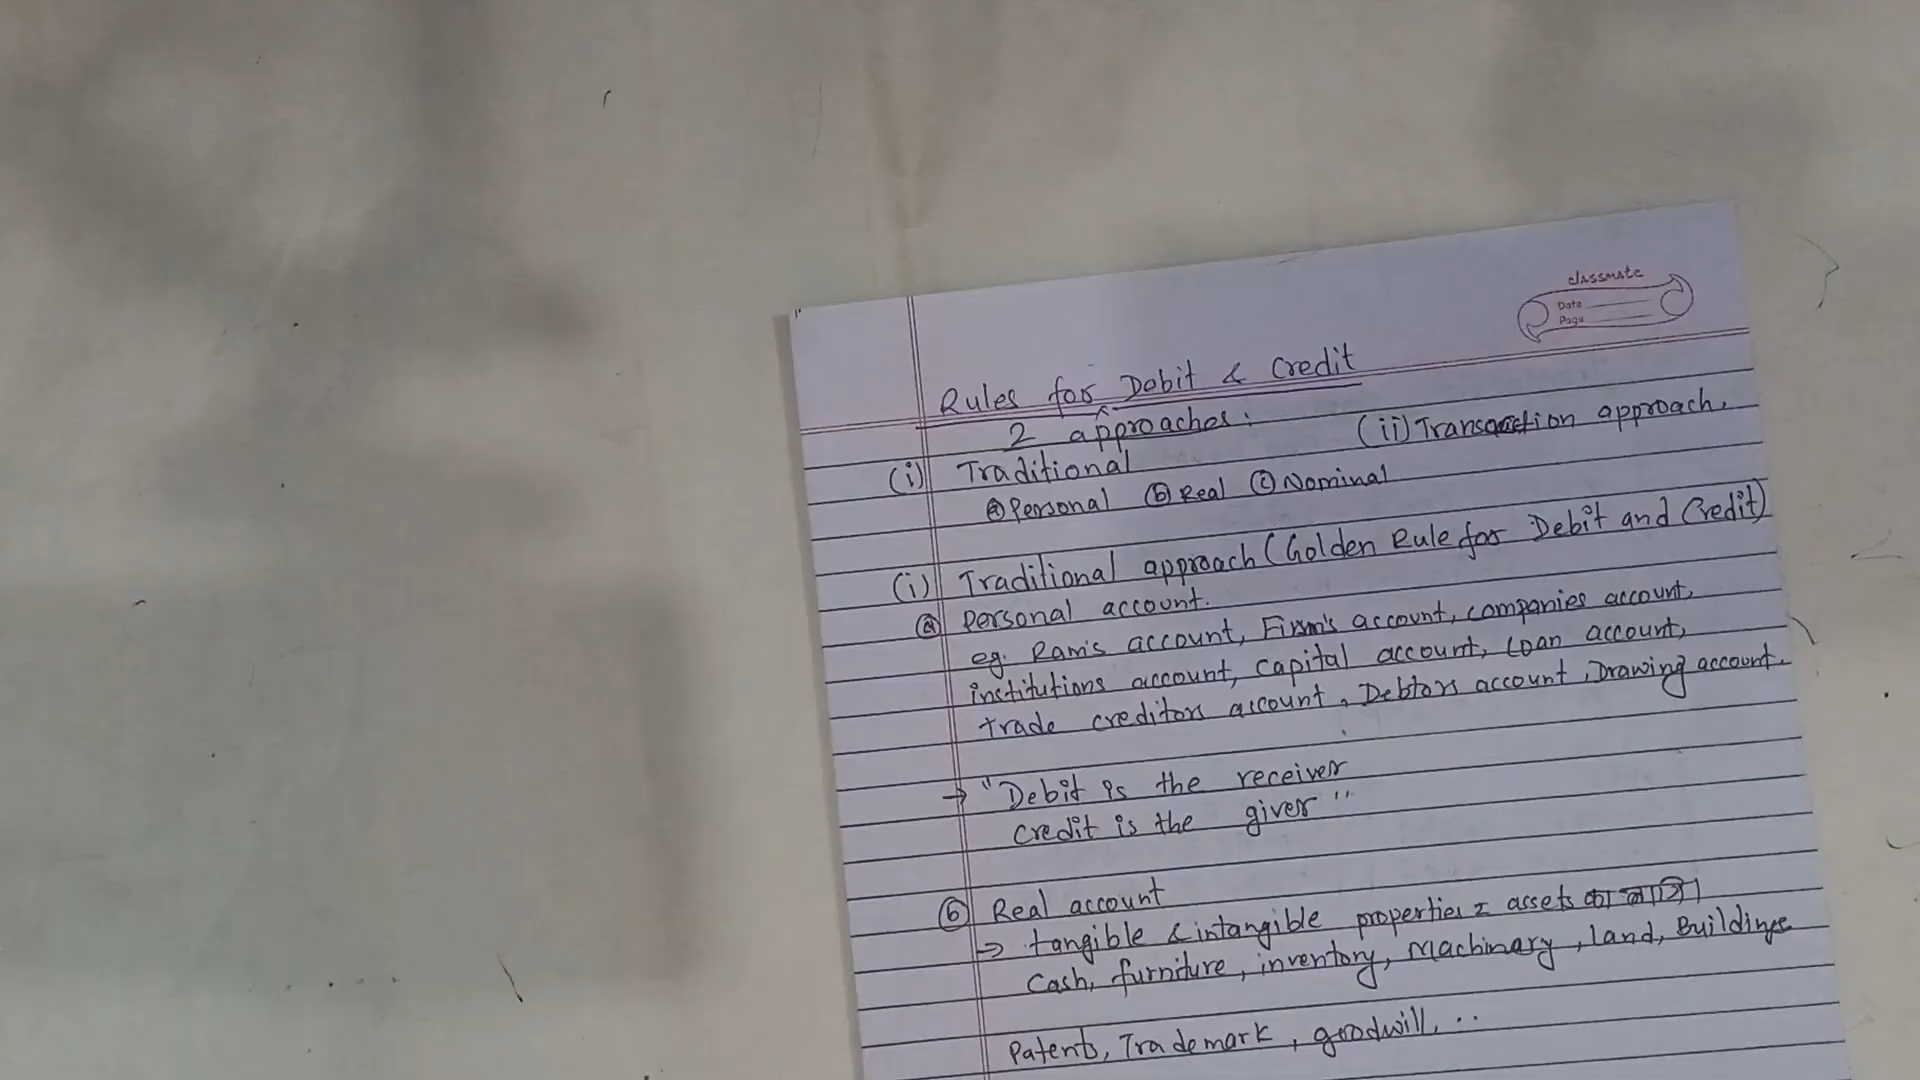 classmate
Date
Page
Rules for Debit & Credit
2 approaches:
(i) Traditional (ii) Transaction approach.
ⓐ Personal ⓑ Real ⓒ Nominal
(i) Traditional approach (Golden Rule for Debit and Credit)
ⓐ Personal account.
eg. Ram's account, Firm's account, companies account,
institutions account, capital account, Loan account,
trade creditors account, Debtors account, Drawing account.
→ "Debit is the receiver
credit is the giver"
ⓑ Real account
→ tangible & intangible properties assets
Cash, furniture, inventory, Machinary, land, Buildings
Patents, Trademark, goodwill, ..